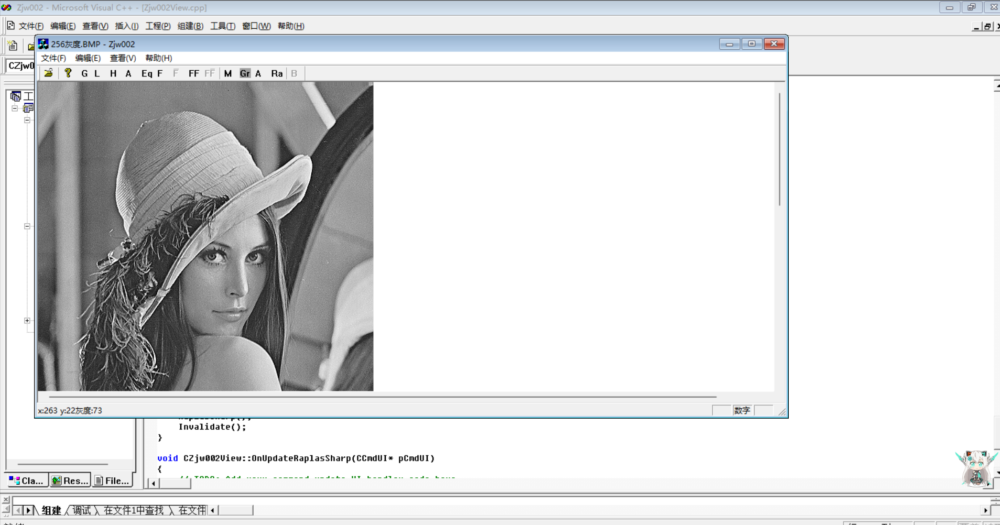 Zjw002 - Microsoft Visual C++ - [Zjw002View.cpp]
文件(F) 编辑(E) 查看(V) 插入(I) 工程(P) 组建(B) 工具(T) 窗口(W) 帮助(H)
256灰度.BMP - Zjw002
文件(F) 编辑(E) 查看(V) 帮助(H)
CZjw0
G L H A Eq F F FF FF M Gr A Ra B
工
x:263 y:22灰度:73
数字
Invalidate();
}
void CZjw002View::OnUpdateRaplasSharp(CCmdUI* pCmdUI)
{
Cla... Res... File...
组建 调试 在文件1中查找 在文件